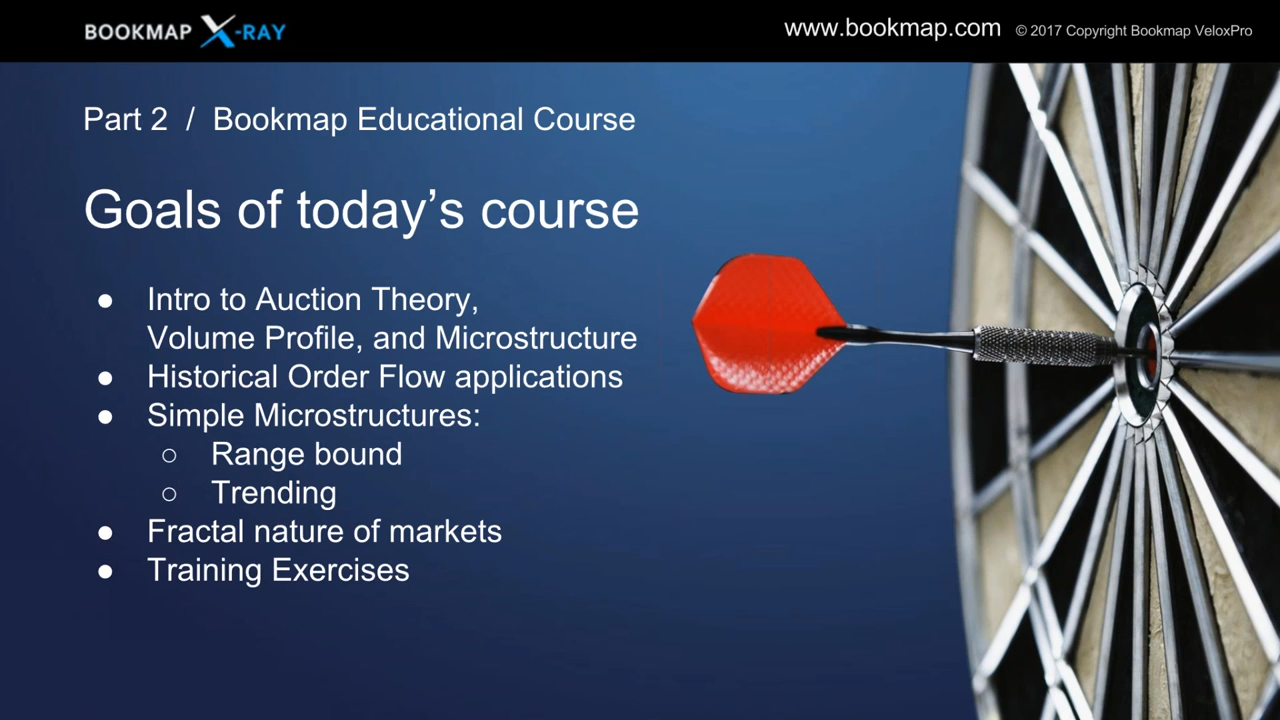 BOOKMAP X-RAY
www.bookmap.com © 2017 Copyright Bookmap VeloxPro
Part 2 / Bookmap Educational Course
Goals of today’s course
● Intro to Auction Theory,
Volume Profile, and Microstructure
● Historical Order Flow applications
● Simple Microstructures:
○ Range bound
○ Trending
● Fractal nature of markets
● Training Exercises